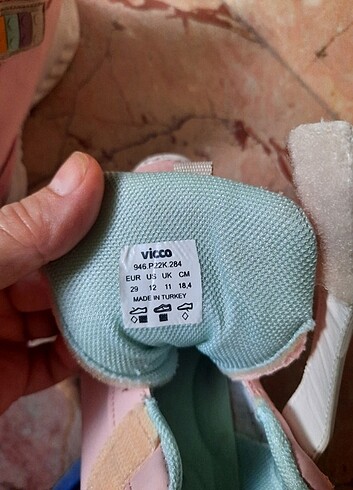 vicco
946.P22K.284
EUR US UK CM
29 12 11 18,4
MADE IN TURKEY